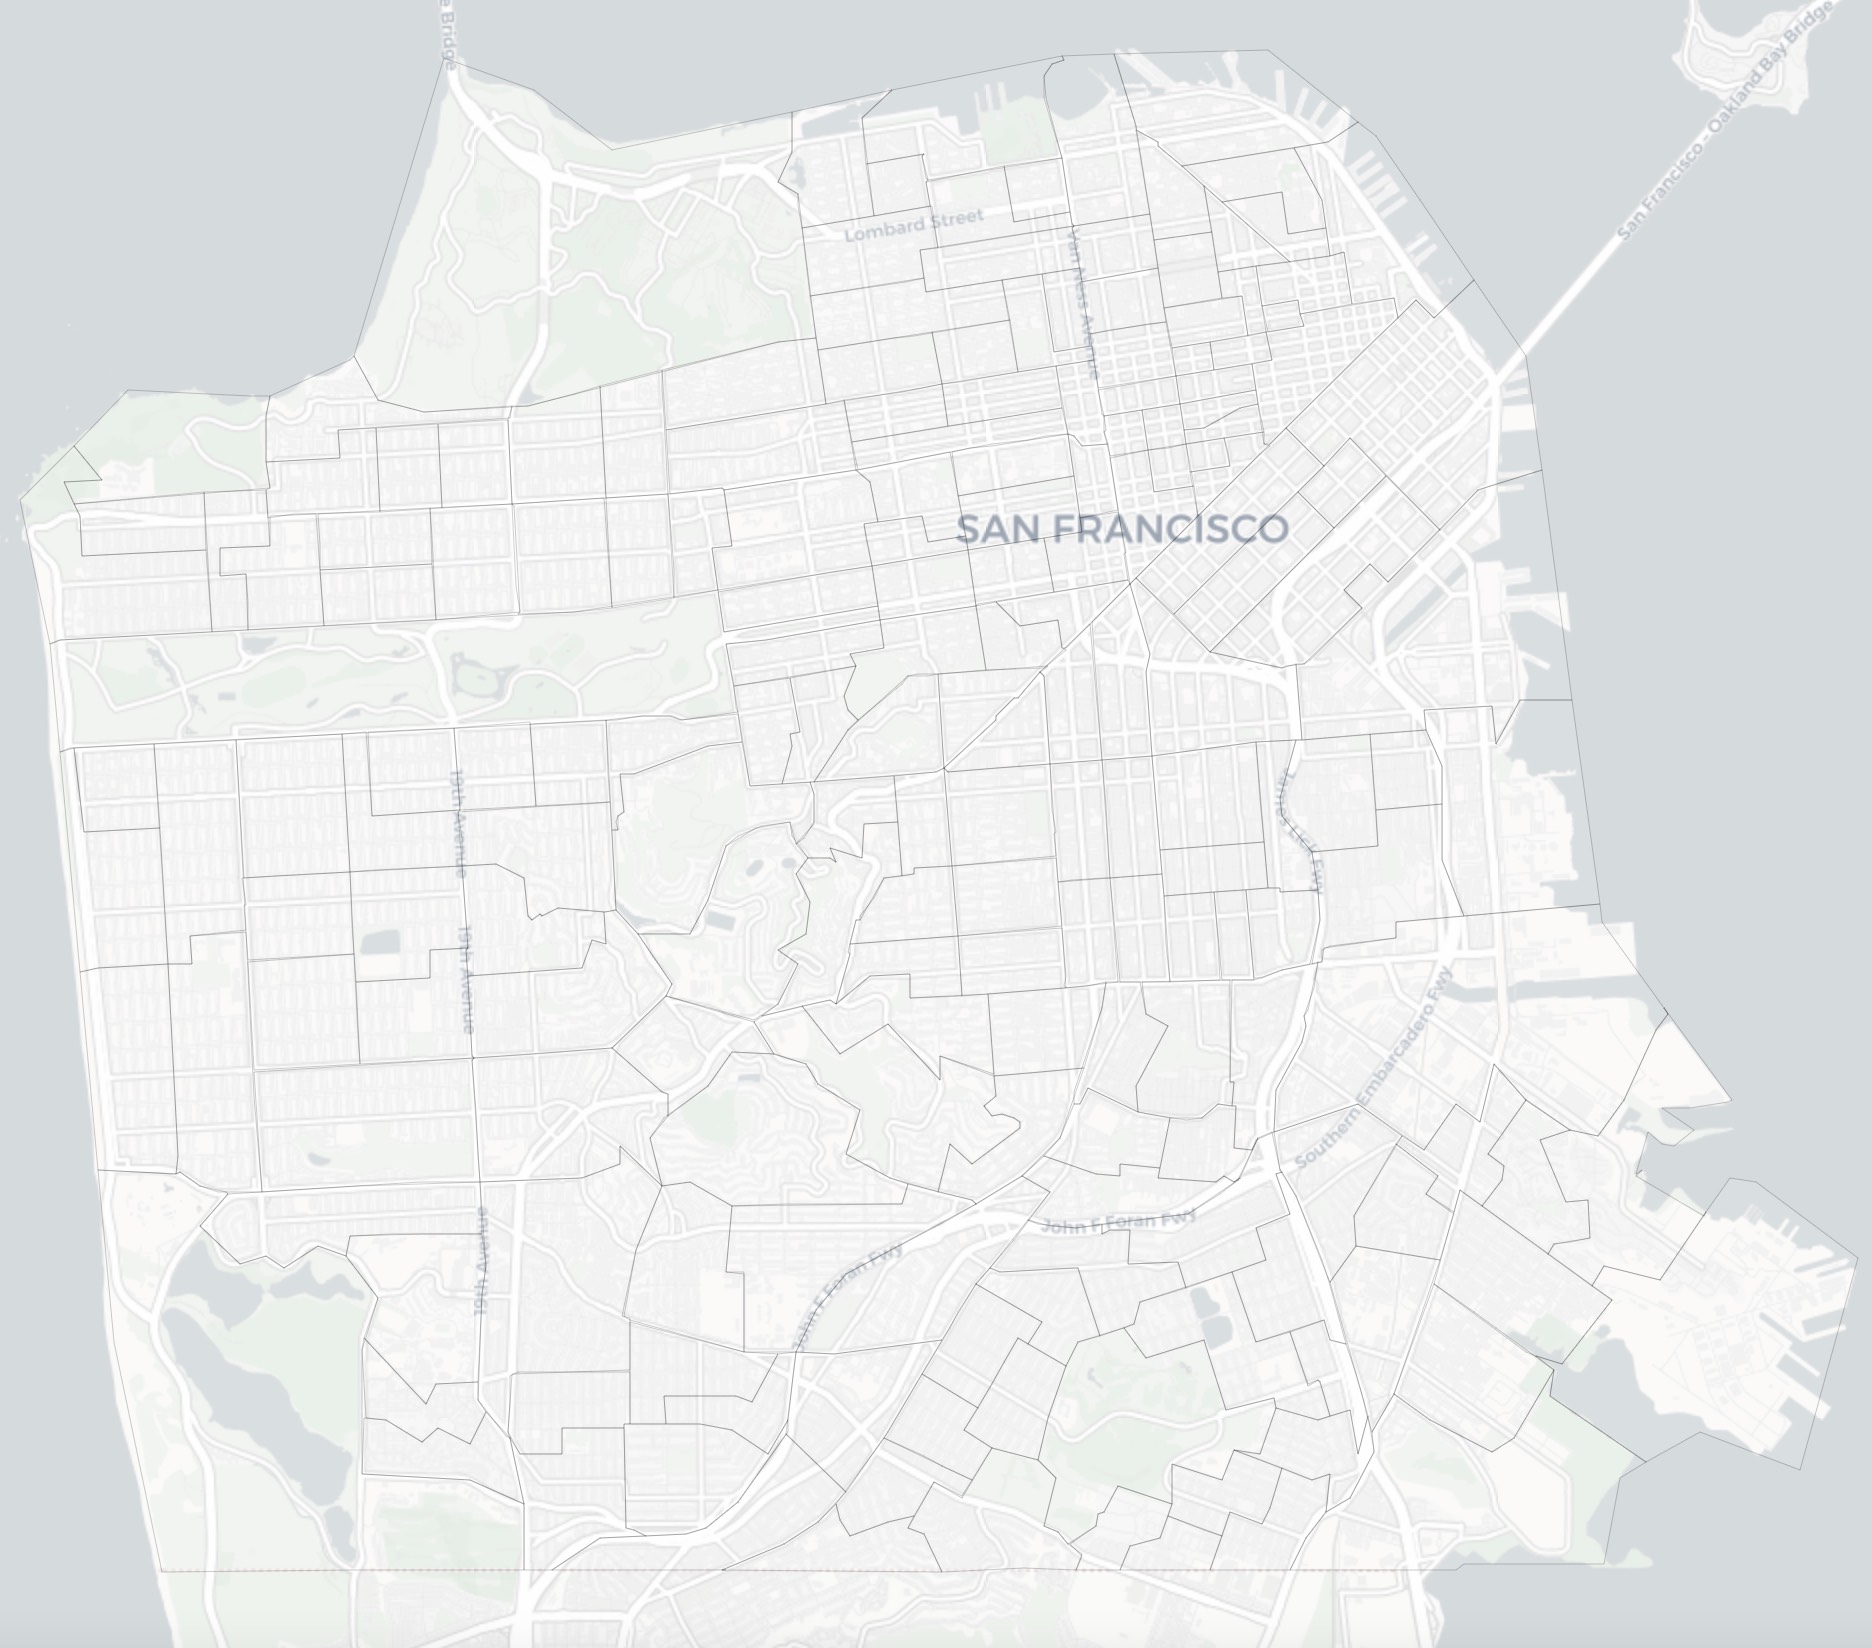 Bridge
San Francisco - Oakland Bay Bridge
Lombard Street
Van Ness Avenue
SAN FRANCISCO
19th Avenue
James Lick Fwy
19th Avenue
Southern Embarcadero Fwy
19th Avenue
John F Foran Fwy
John F Foran Fwy